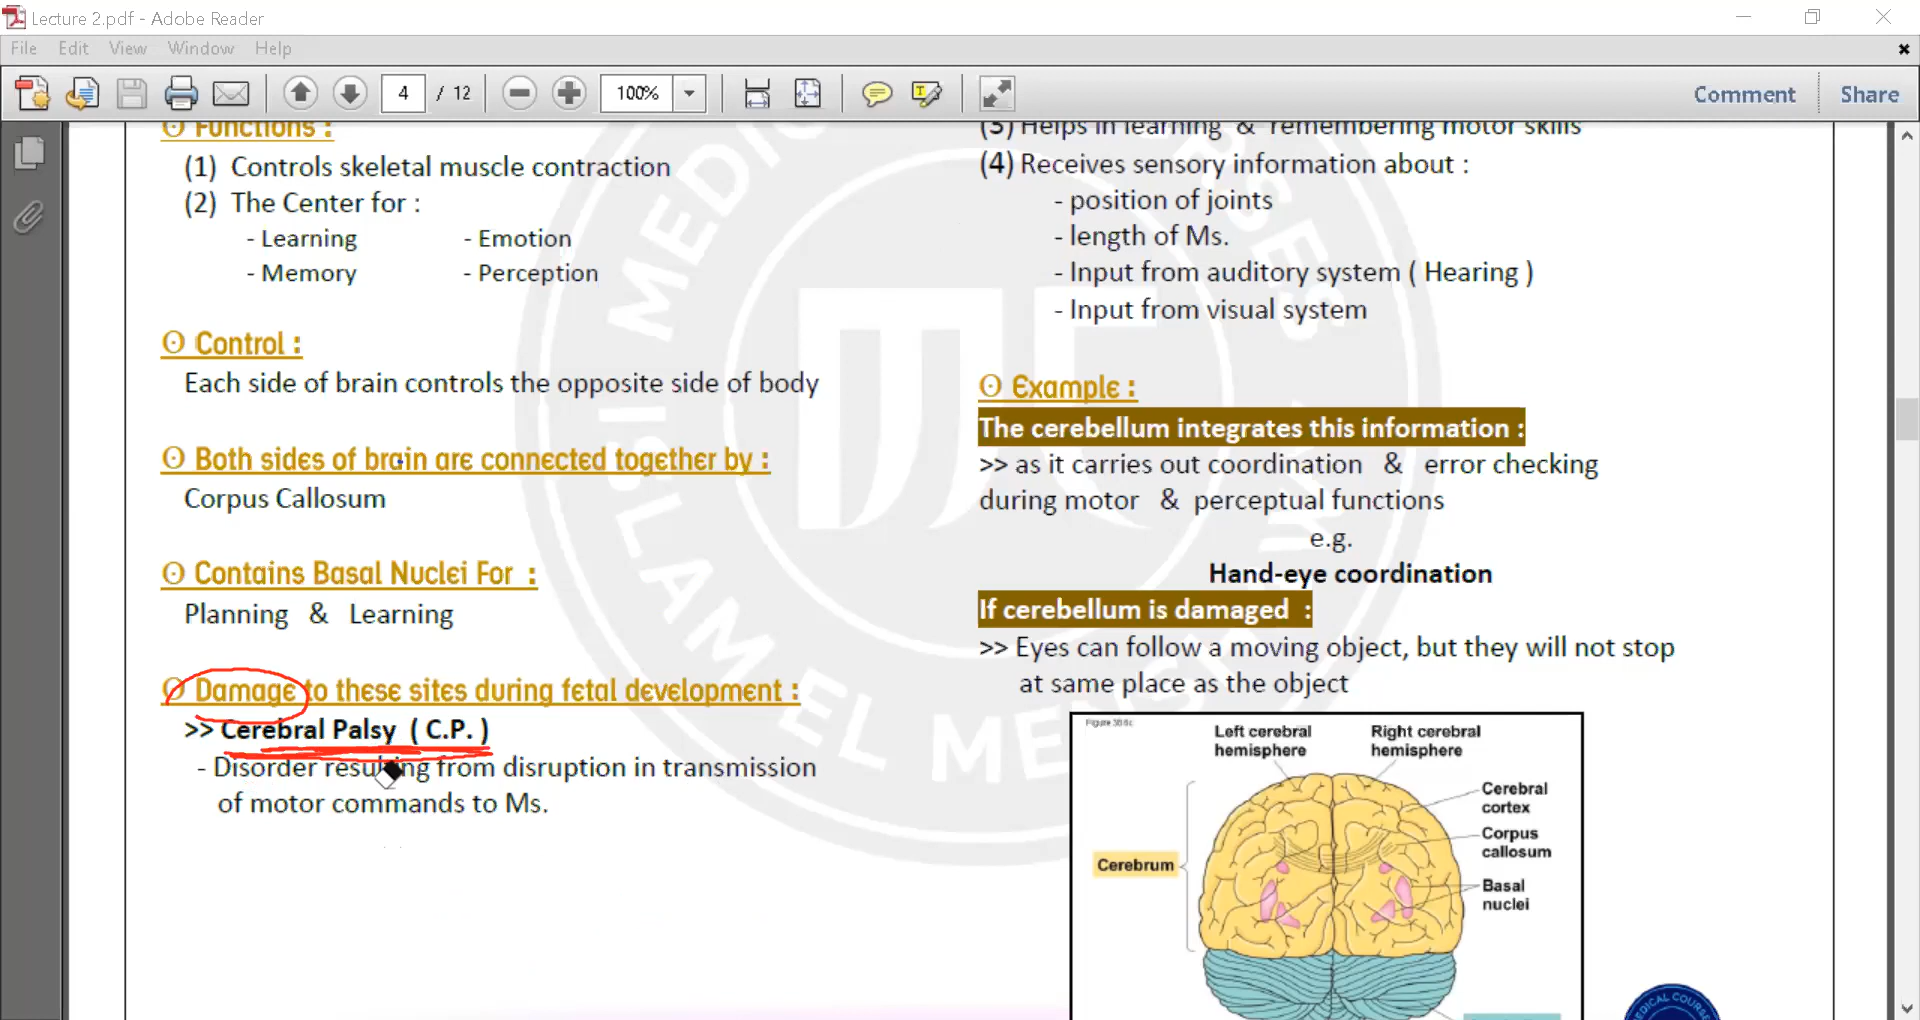 Lecture 2.pdf - Adobe Reader
File Edit View Window Help
4 / 12 100% Comment Share
Functions :
(1) Controls skeletal muscle contraction
(2) The Center for :
- Learning - Emotion
- Memory - Perception
Control :
Each side of brain controls the opposite side of body
Both sides of brain are connected together by :
Corpus Callosum
Contains Basal Nuclei For :
Planning & Learning
Damage to these sites during fetal development :
>> Cerebral Palsy ( C.P. )
- Disorder resulting from disruption in transmission
of motor commands to Ms.
(3) Helps in learning & remembering motor skills
(4) Receives sensory information about :
- position of joints
- length of Ms.
- Input from auditory system ( Hearing )
- Input from visual system
Example :
The cerebellum integrates this information :
>> as it carries out coordination & error checking
during motor & perceptual functions
e.g.
Hand-eye coordination
If cerebellum is damaged :
>> Eyes can follow a moving object, but they will not stop
at same place as the object
Left cerebral
hemisphere
Right cerebral
hemisphere
Cerebral
cortex
Corpus
callosum
Cerebrum
Basal
nuclei
MEDICAL COURSES